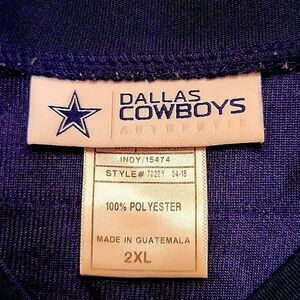 DALLAS
COWBOYS
AUTHENTIC
INDY/15474
STYLE# 7022Y 04-15
100% POLYESTER
MADE IN GUATEMALA
2XL